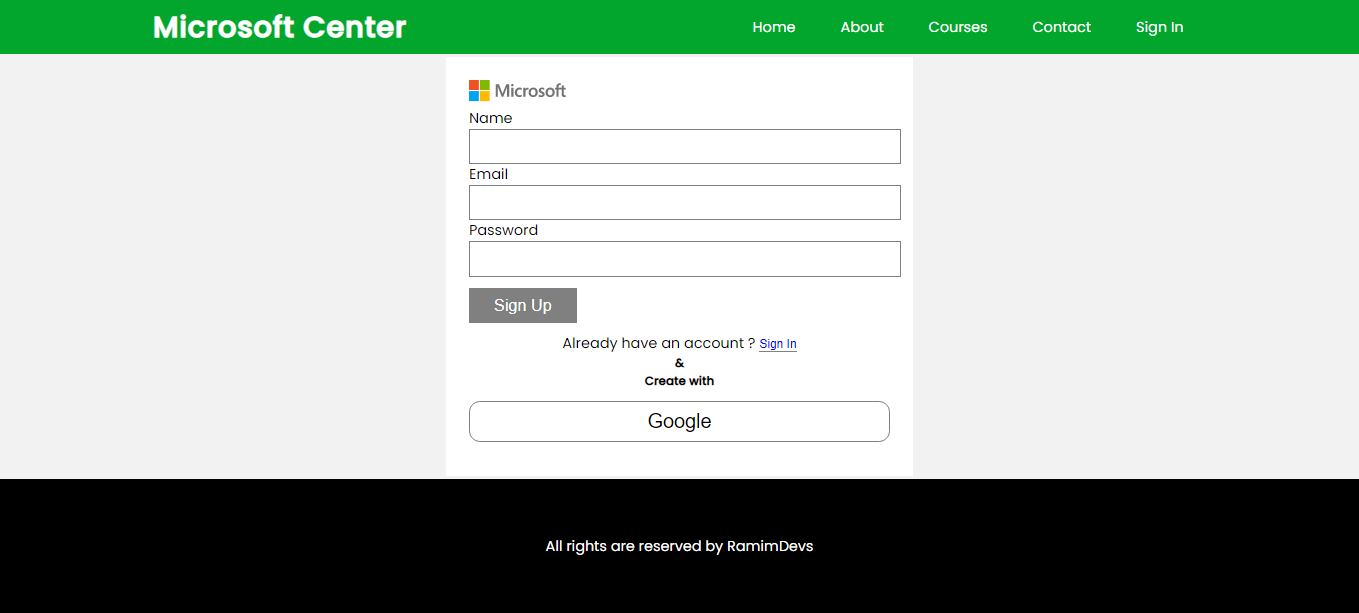 Microsoft Center Home About Courses Contact Sign In
Microsoft
Name
Email
Password
Sign Up
Already have an account ? Sign In
&
Create with
Google
All rights are reserved by RamimDevs